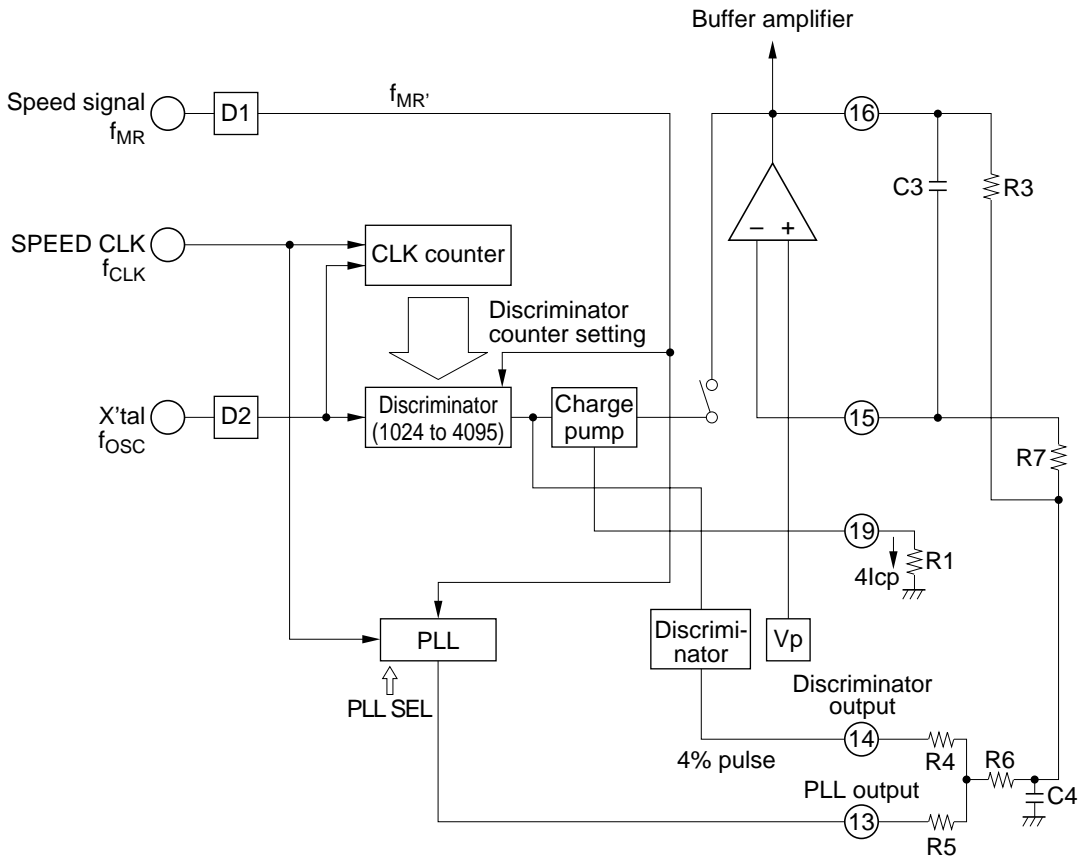 Buffer amplifier
Speed signal
fMR
D1
fMR'
16
C3
R3
− +
SPEED CLK
fCLK
CLK counter
Discriminator
counter setting
X'tal
fOSC
D2
Discriminator
(1024 to 4095)
Charge
pump
15
R7
19
R1
4Icp
PLL
PLL SEL
Discrimi-
nator
Vp
Discriminator
output
14
4% pulse
R4
R6
C4
PLL output
13
R5